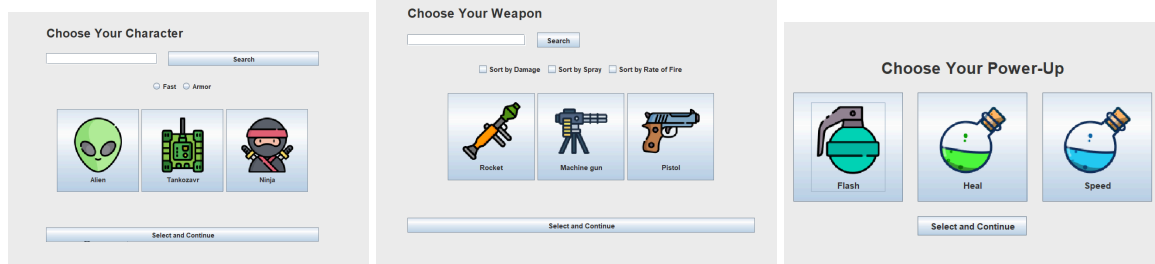 Choose Your Character
Search
Fast Armor
Alien Tankozavr Ninja
Select and Continue
Choose Your Weapon
Search
Sort by Damage Sort by Spray Sort by Rate of Fire
Rocket Machine gun Pistol
Select and Continue
Choose Your Power-Up
Flash Heal Speed
Select and Continue